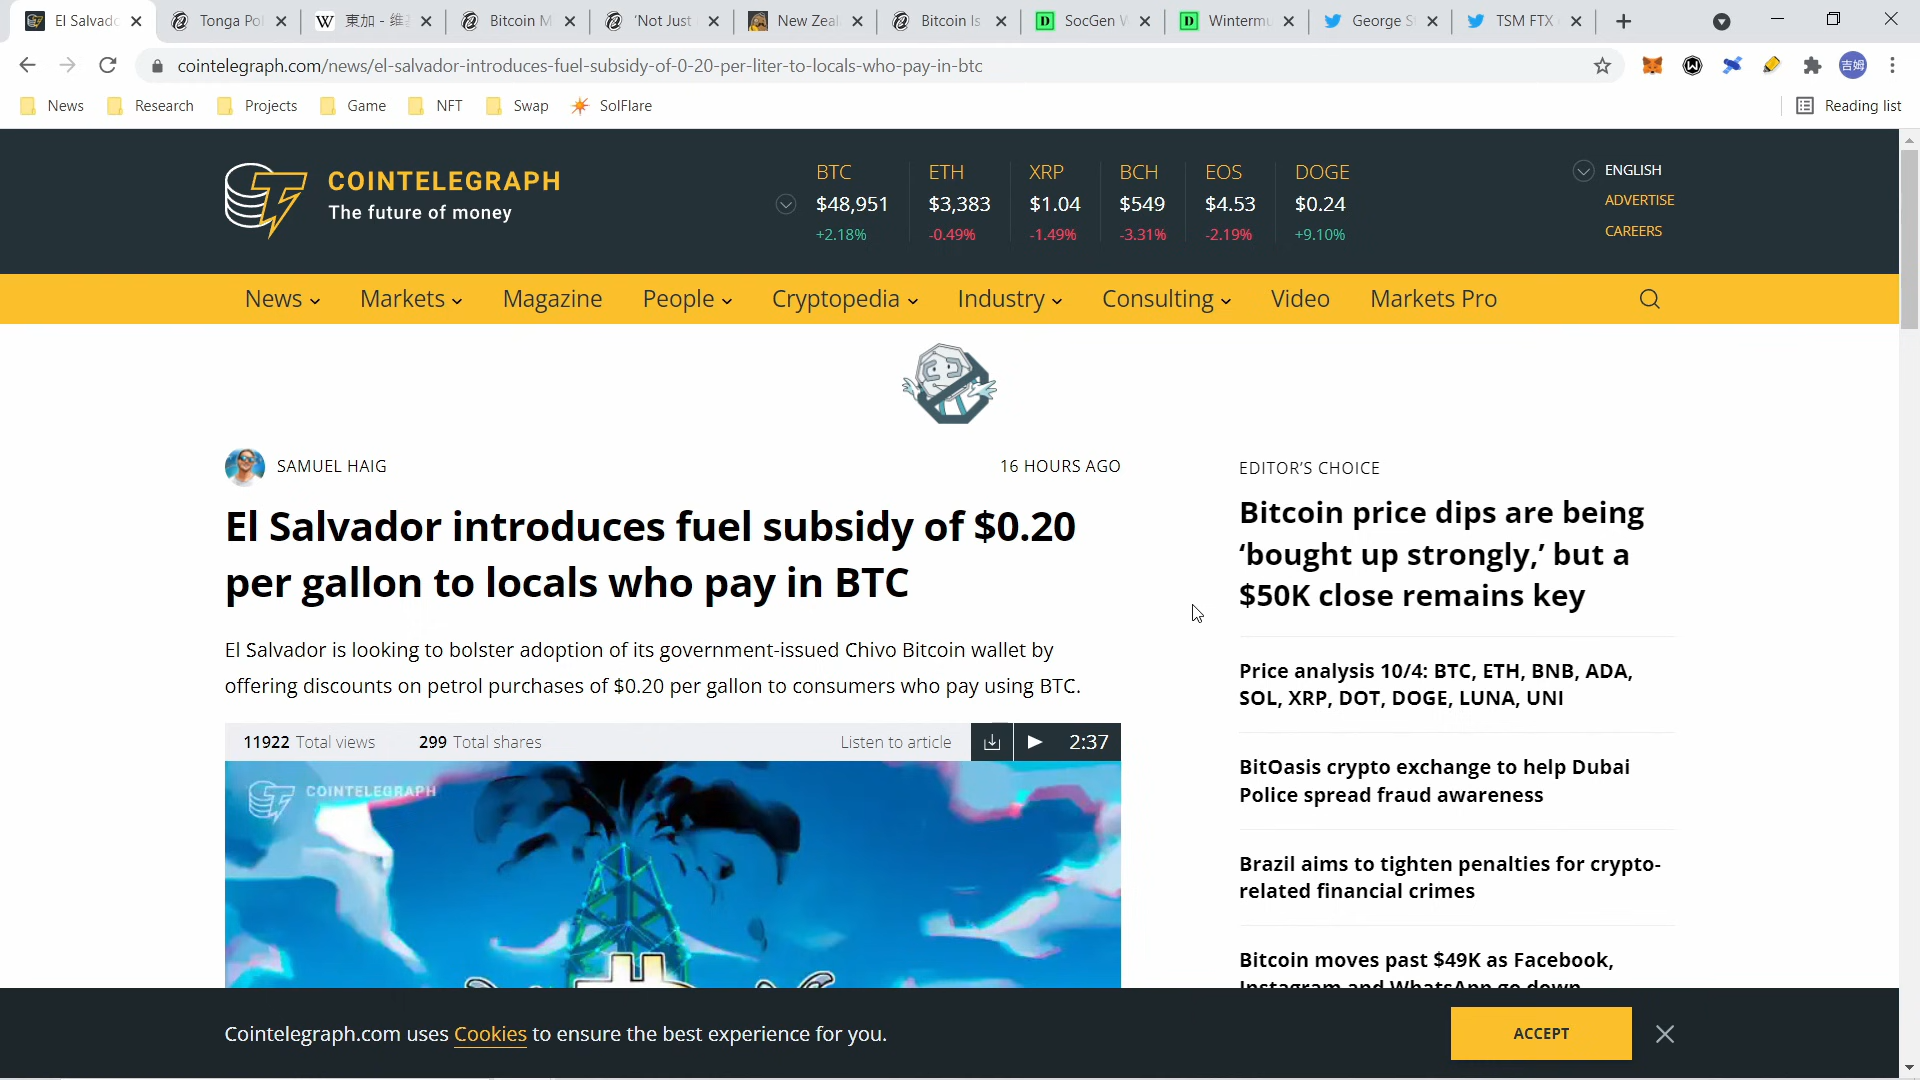 El Salvado
Tonga Pol
東加 - 維
Bitcoin M
'Not Just
New Zeal
Bitcoin Is
SocGen W
Wintermu
George S
TSM FTX
cointelegraph.com/news/el-salvador-introduces-fuel-subsidy-of-0-20-per-liter-to-locals-who-pay-in-btc
吉姆
News
Research
Projects
Game
NFT
Swap
SolFlare
Reading list
COINTELEGRAPH
The future of money
BTC
$48,951
+2.18%
ETH
$3,383
-0.49%
XRP
$1.04
-1.49%
BCH
$549
-3.31%
EOS
$4.53
-2.19%
DOGE
$0.24
+9.10%
ENGLISH
ADVERTISE
CAREERS
News
Markets
Magazine
People
Cryptopedia
Industry
Consulting
Video
Markets Pro
SAMUEL HAIG
16 HOURS AGO
El Salvador introduces fuel subsidy of $0.20
per gallon to locals who pay in BTC
El Salvador is looking to bolster adoption of its government-issued Chivo Bitcoin wallet by
offering discounts on petrol purchases of $0.20 per gallon to consumers who pay using BTC.
11922 Total views
299 Total shares
Listen to article
2:37
COINTELEGRAPH
EDITOR'S CHOICE
Bitcoin price dips are being
‘bought up strongly,’ but a
$50K close remains key
Price analysis 10/4: BTC, ETH, BNB, ADA,
SOL, XRP, DOT, DOGE, LUNA, UNI
BitOasis crypto exchange to help Dubai
Police spread fraud awareness
Brazil aims to tighten penalties for crypto-
related financial crimes
Bitcoin moves past $49K as Facebook,
Instagram and WhatsApp go down
Cointelegraph.com uses Cookies to ensure the best experience for you.
ACCEPT